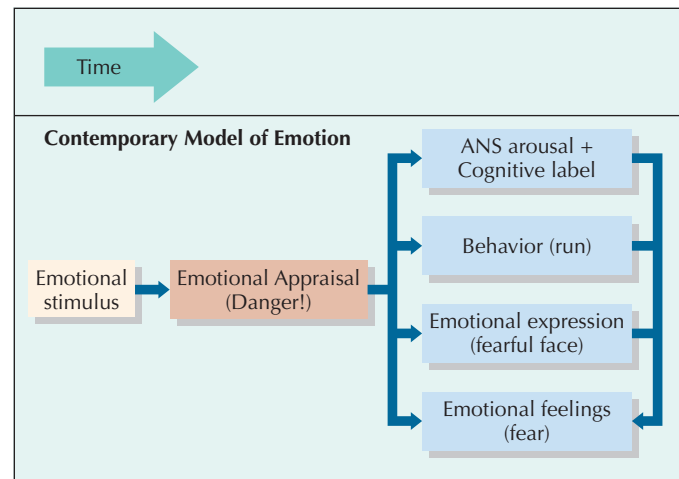 Time
Contemporary Model of Emotion
ANS arousal +
Cognitive label
Behavior (run)
Emotional
stimulus
Emotional Appraisal
(Danger!)
Emotional expression
(fearful face)
Emotional feelings
(fear)